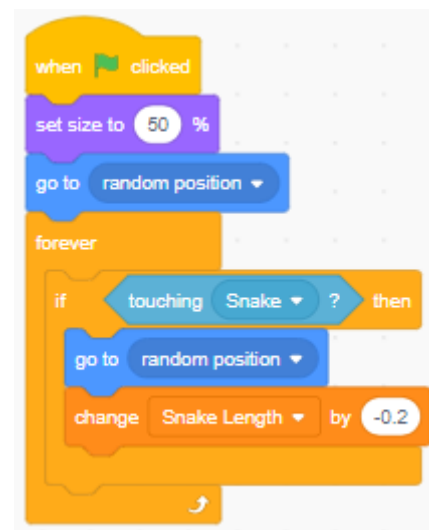 when clicked
set size to 50 %
go to random position
forever
if touching Snake ? then
go to random position
change Snake Length by -0.2